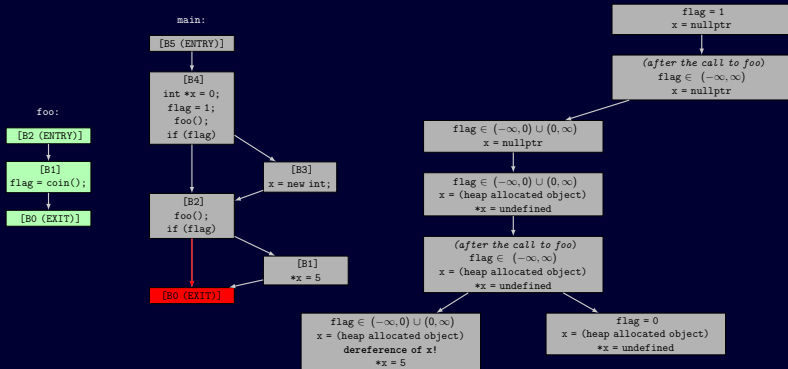 foo:
[B2 (ENTRY)]
[B1]
flag = coin();
[B0 (EXIT)]
main:
[B5 (ENTRY)]
[B4]
int *x = 0;
flag = 1;
foo();
if (flag)
[B3]
x = new int;
[B2]
foo();
if (flag)
[B1]
*x = 5
[B0 (EXIT)]
flag = 1
x = nullptr
(after the call to foo)
flag ∈ (−∞, ∞)
x = nullptr
flag ∈ (−∞, 0) ∪ (0, ∞)
x = nullptr
flag ∈ (−∞, 0) ∪ (0, ∞)
x = (heap allocated object)
*x = undefined
(after the call to foo)
flag ∈ (−∞, ∞)
x = (heap allocated object)
*x = undefined
flag ∈ (−∞, 0) ∪ (0, ∞)
x = (heap allocated object)
dereference of x!
*x = 5
flag = 0
x = (heap allocated object)
*x = undefined